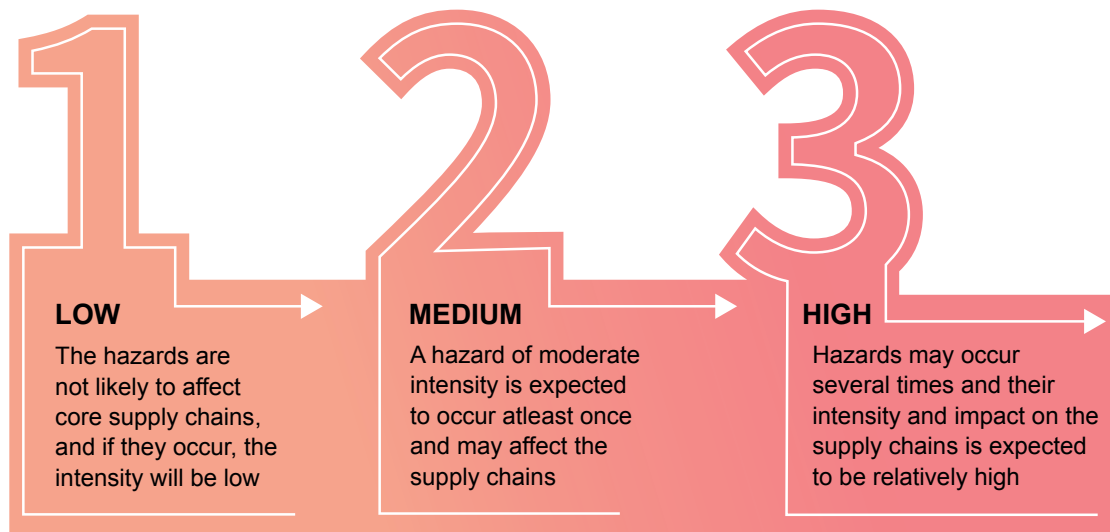 1
LOW
The hazards are
not likely to affect
core supply chains,
and if they occur, the
intensity will be low
2
MEDIUM
A hazard of moderate
intensity is expected
to occur atleast once
and may affect the
supply chains
3
HIGH
Hazards may occur
several times and their
intensity and impact on the
supply chains is expected
to be relatively high